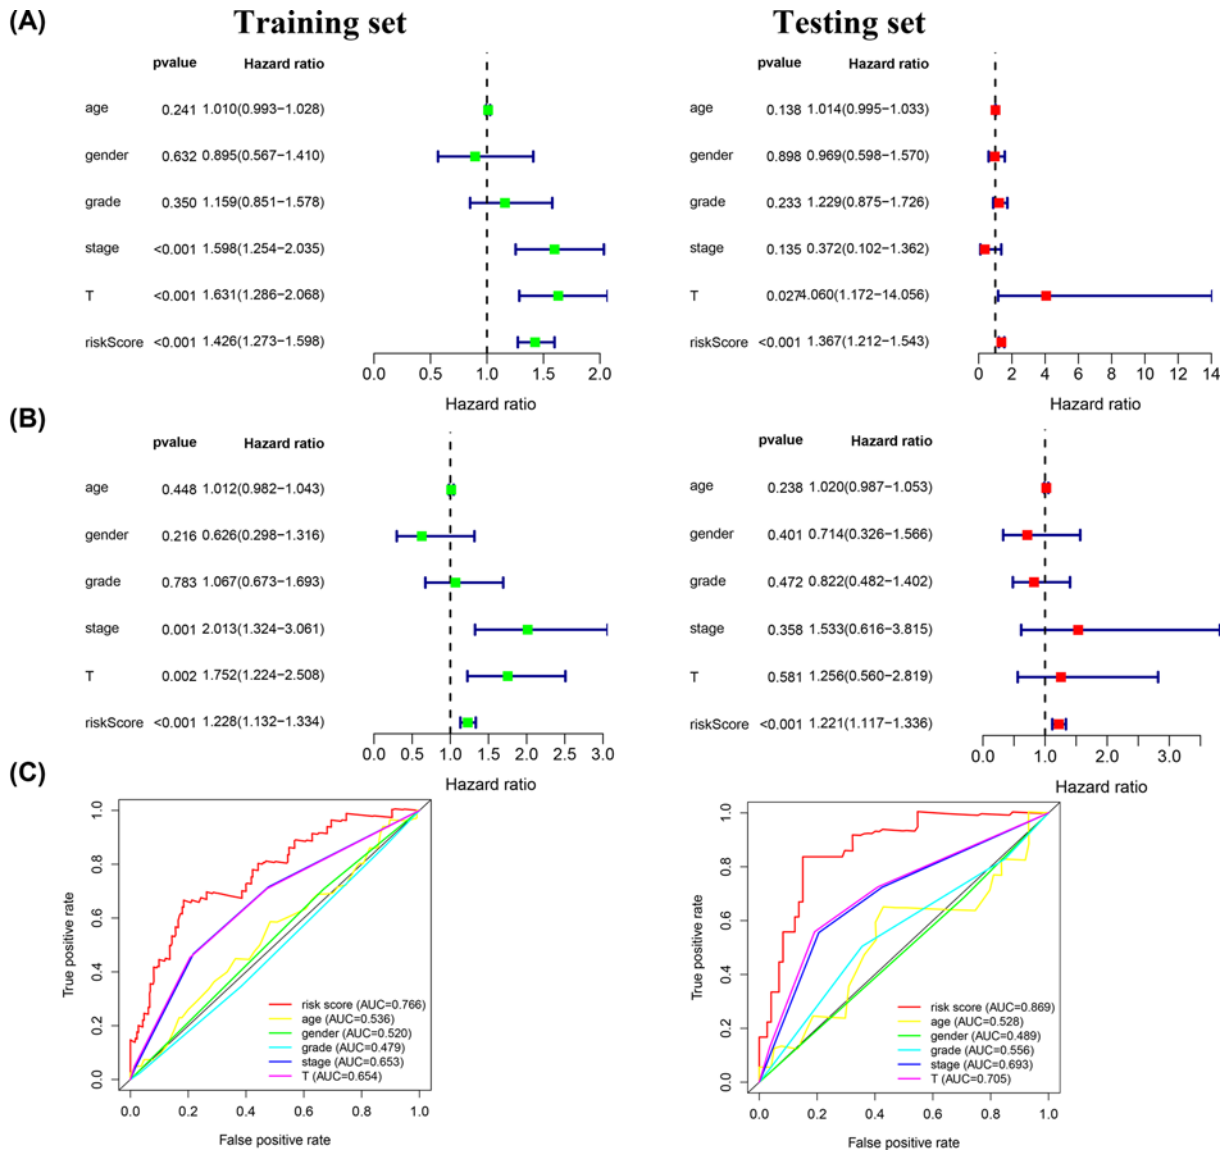 (A) Training set Testing set
pvalue Hazard ratio
age 0.241 1.010(0.993−1.028)
gender 0.632 0.895(0.567−1.410)
grade 0.350 1.159(0.851−1.578)
stage <0.001 1.598(1.254−2.035)
T <0.001 1.631(1.286−2.068)
riskScore <0.001 1.426(1.273−1.598)
0.0 0.5 1.0 1.5 2.0
Hazard ratio
pvalue Hazard ratio
age 0.138 1.014(0.995−1.033)
gender 0.898 0.969(0.598−1.570)
grade 0.233 1.229(0.875−1.726)
stage 0.135 0.372(0.102−1.362)
T 0.027 4.060(1.172−14.056)
riskScore <0.001 1.367(1.212−1.543)
0 2 4 6 8 10 12 14
Hazard ratio
(B)
pvalue Hazard ratio
age 0.448 1.012(0.982−1.043)
gender 0.216 0.626(0.298−1.316)
grade 0.783 1.067(0.673−1.693)
stage 0.001 2.013(1.324−3.061)
T 0.002 1.752(1.224−2.508)
riskScore <0.001 1.228(1.132−1.334)
0.0 0.5 1.0 1.5 2.0 2.5 3.0
Hazard ratio
pvalue Hazard ratio
age 0.238 1.020(0.987−1.053)
gender 0.401 0.714(0.326−1.566)
grade 0.472 0.822(0.482−1.402)
stage 0.358 1.533(0.616−3.815)
T 0.581 1.256(0.560−2.819)
riskScore <0.001 1.221(1.117−1.336)
0.0 1.0 2.0 3.0
Hazard ratio
(C)
True positive rate
1.0
0.8
0.6
0.4
0.2
0.0
risk score (AUC=0.766)
age (AUC=0.536)
gender (AUC=0.520)
grade (AUC=0.479)
stage (AUC=0.653)
T (AUC=0.654)
0.0 0.2 0.4 0.6 0.8 1.0
False positive rate
True positive rate
1.0
0.8
0.6
0.4
0.2
0.0
risk score (AUC=0.869)
age (AUC=0.528)
gender (AUC=0.489)
grade (AUC=0.556)
stage (AUC=0.693)
T (AUC=0.705)
0.0 0.2 0.4 0.6 0.8 1.0
False positive rate